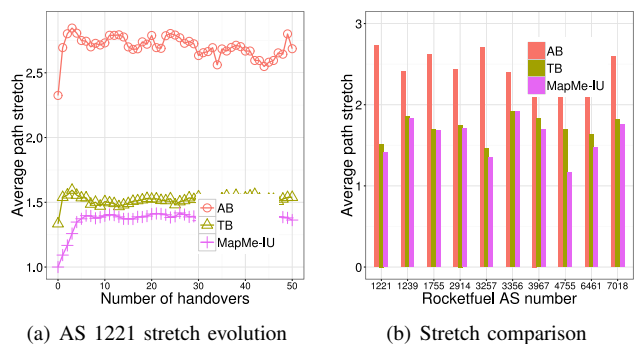 Average path stretch
2.5
2.0
1.5
1.0
AB
TB
MapMe-IU
0 10 20 30 40 50
Number of handovers
(a) AS 1221 stretch evolution
Average path stretch
3
2
1
0
AB
TB
MapMe-IU
1221 1239 1755 2914 3257 3356 3967 4755 6461 7018
Rocketfuel AS number
(b) Stretch comparison